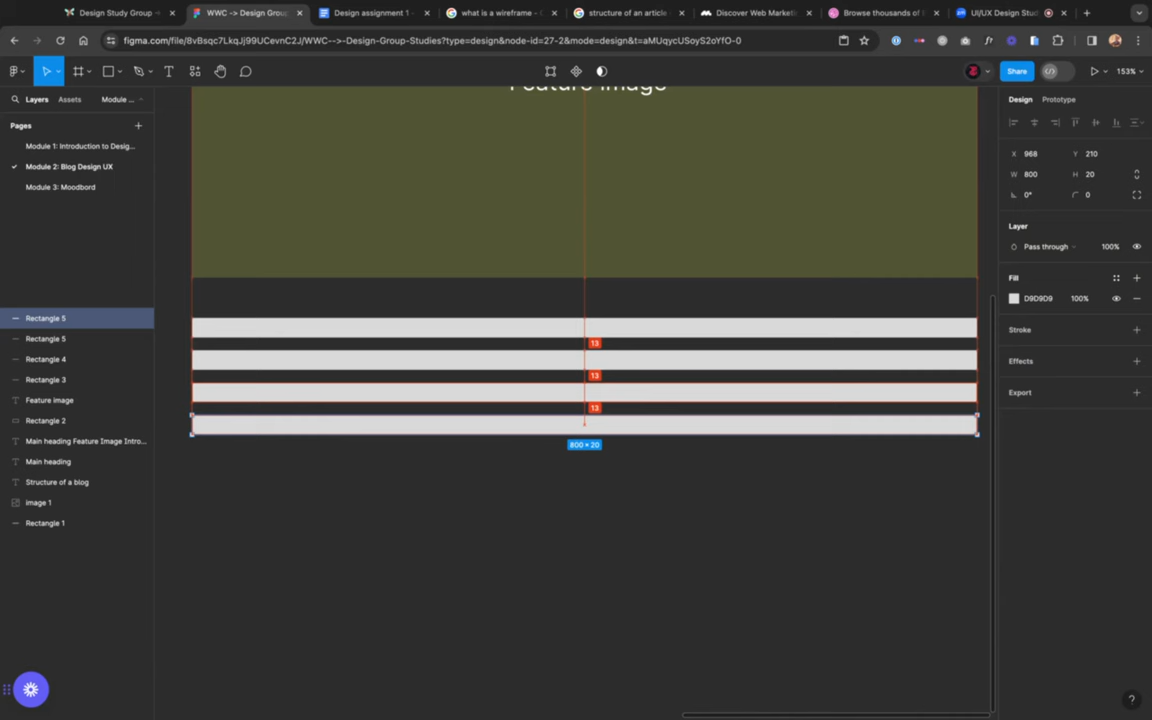 Design Study Group -
WWC -> Design Group
Design assignment 1 -
what is a wireframe - G
structure of an article -
Discover Web Marketi
Browse thousands of
UI/UX Design Stud
figma.com/file/8vBsqc7LkqJj99UCevnC2J/WWC-->-Design-Group-Studies?type=design&node-id=27-2&mode=design&t=aMUqycUSoyS2oYfO-0
Share
153%
Layers
Assets
Module ...
Pages
Module 1: Introduction to Desig...
Module 2: Blog Design UX
Module 3: Moodbord
Rectangle 5
Rectangle 5
Rectangle 4
Rectangle 3
Feature image
Rectangle 2
Main heading Feature Image Intro...
Main heading
Structure of a blog
image 1
Rectangle 1
Feature image
13
13
13
800 × 20
Design
Prototype
X 968
Y 210
W 800
H 20
0°
0
Layer
Pass through
100%
Fill
D9D9D9
100%
Stroke
Effects
Export
?